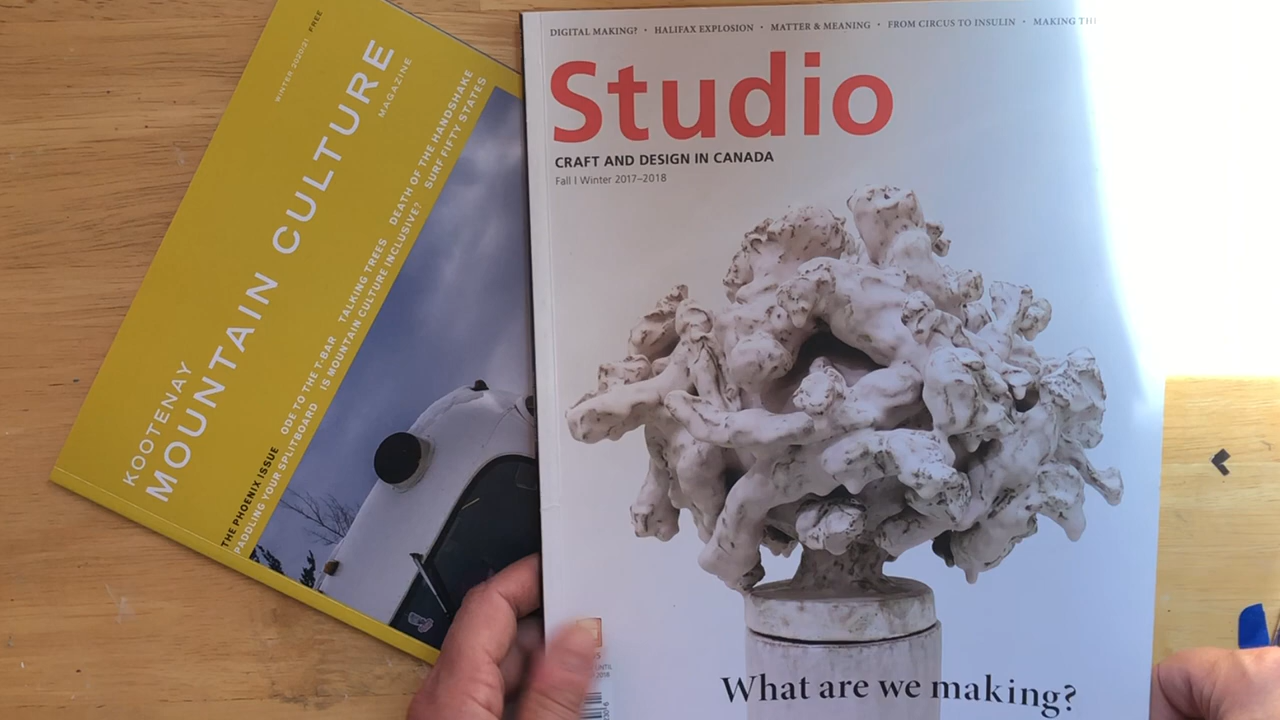 WINTER 2020/21 FREE
KOOTENAY
MOUNTAIN CULTURE
MAGAZINE
THE PHOENIX ISSUE ODE TO THE T-BAR TALKING TREES DEATH OF THE HANDSHAKE
PADDLING YOUR SPLITBOARD IS MOUNTAIN CULTURE INCLUSIVE? SURF FIFTY STATES
DIGITAL MAKING? • HALIFAX EXPLOSION • MATTER & MEANING • FROM CIRCUS TO INSULIN • MAKING
Studio
CRAFT AND DESIGN IN CANADA
Fall | Winter 2017–2018
What are we making?